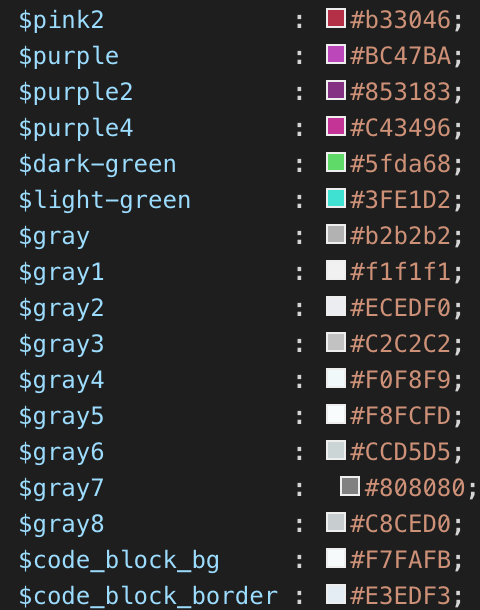 $pink2 : #b33046;
$purple : #BC47BA;
$purple2 : #853183;
$purple4 : #C43496;
$dark-green : #5fda68;
$light-green : #3FE1D2;
$gray : #b2b2b2;
$gray1 : #f1f1f1;
$gray2 : #ECEDF0;
$gray3 : #C2C2C2;
$gray4 : #F0F8F9;
$gray5 : #F8FCFD;
$gray6 : #CCD5D5;
$gray7 : #808080;
$gray8 : #C8CED0;
$code_block_bg : #F7FAFB;
$code_block_border : #E3EDF3;